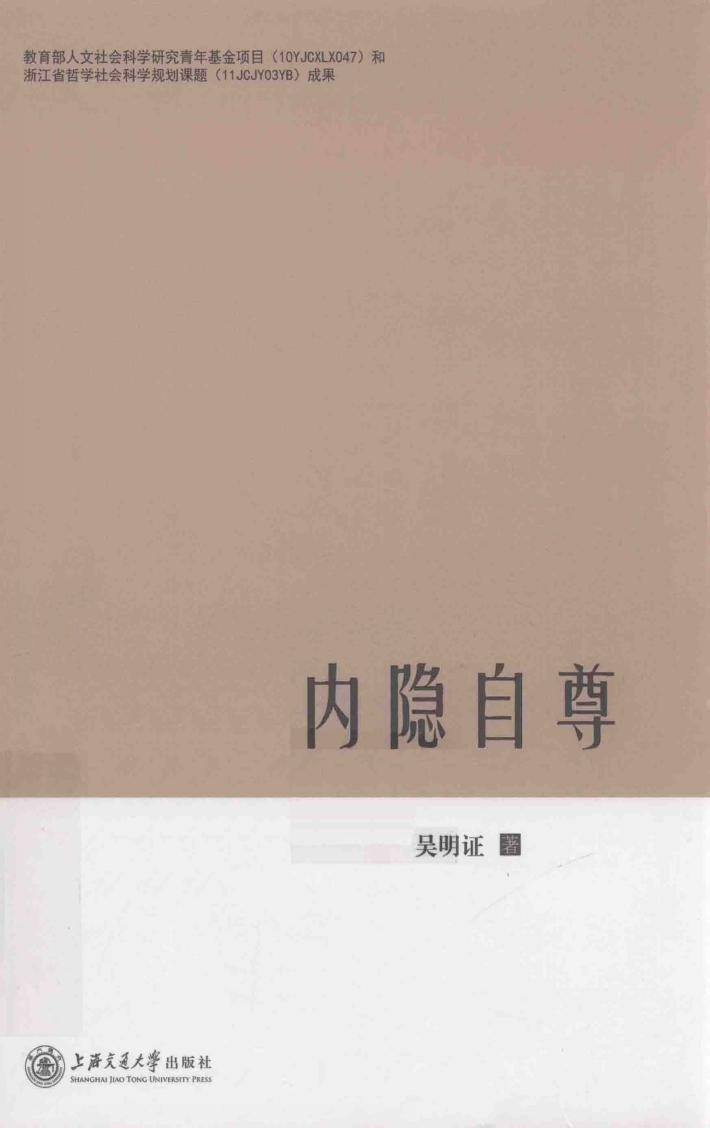 教育部人文社会科学研究青年基金项目（10YJCXLX047）和
浙江省哲学社会科学规划课题（11JCJY03YB）成果
内隐自尊
吴明证 著
上海交通大学出版社
SHANGHAI JIAO TONG UNIVERSITY PRESS